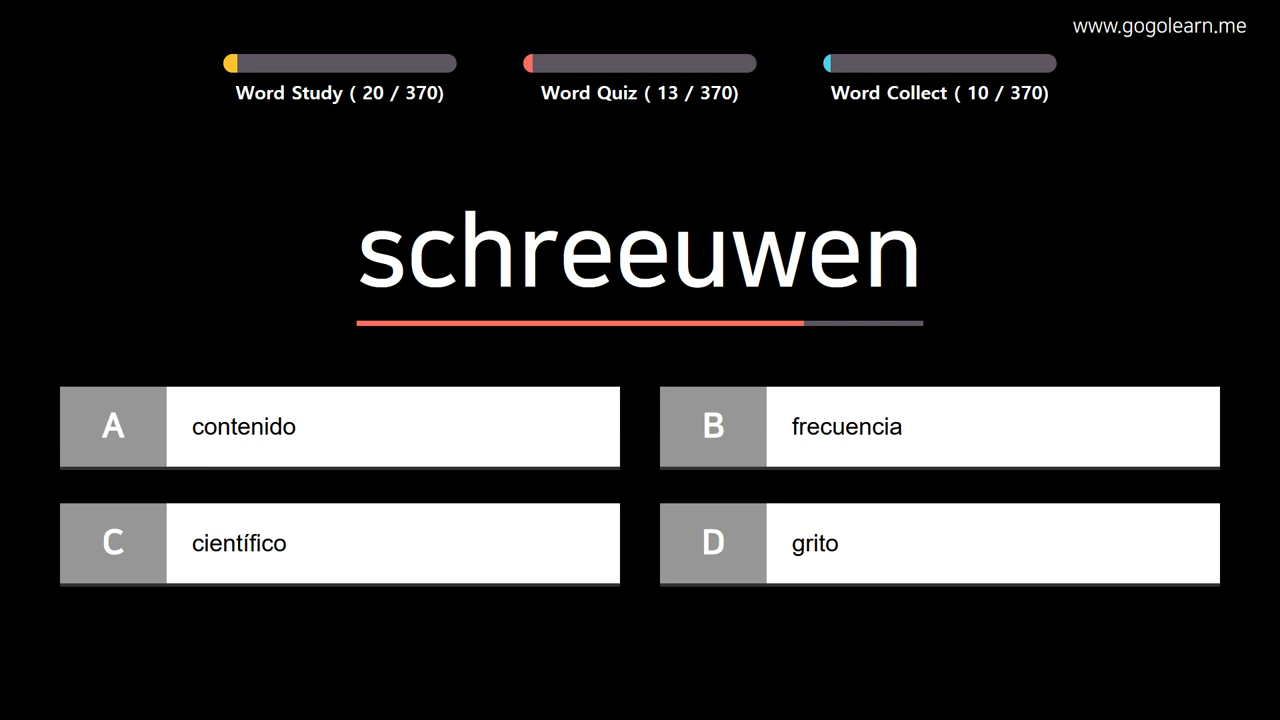 www.gogolearn.me
Word Study ( 20 / 370)
Word Quiz ( 13 / 370)
Word Collect ( 10 / 370)
schreeuwen
A contenido
B frecuencia
C científico
D grito